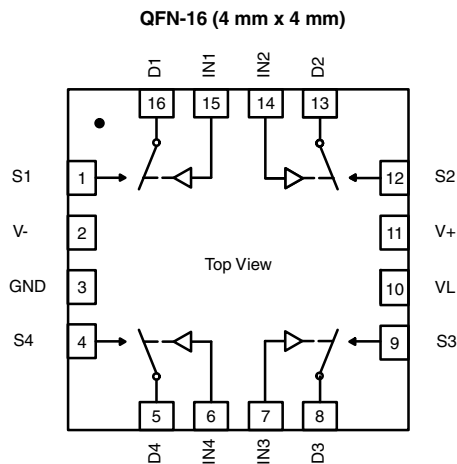 QFN-16 (4 mm x 4 mm)
D1 IN1 IN2 D2
16 15 14 13
S1 1 12 S2
V- 2 11 V+
Top View
GND 3 10 VL
S4 4 9 S3
5 6 7 8
D4 IN4 IN3 D3